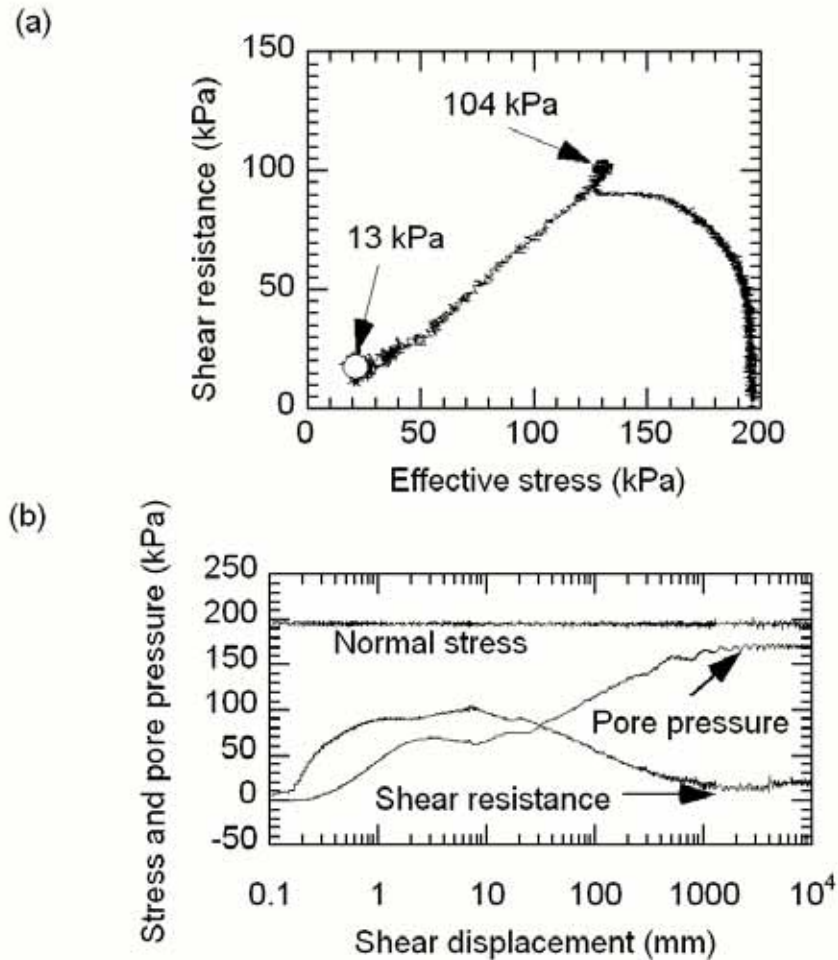 (a)
Shear resistance (kPa)
150
100
50
0
104 kPa
13 kPa
0 50 100 150 200
Effective stress (kPa)
(b)
Stress and pore pressure (kPa)
250
200
150
100
50
0
-50
Normal stress
Pore pressure
Shear resistance
0.1 1 10 100 1000 10⁴
Shear displacement (mm)